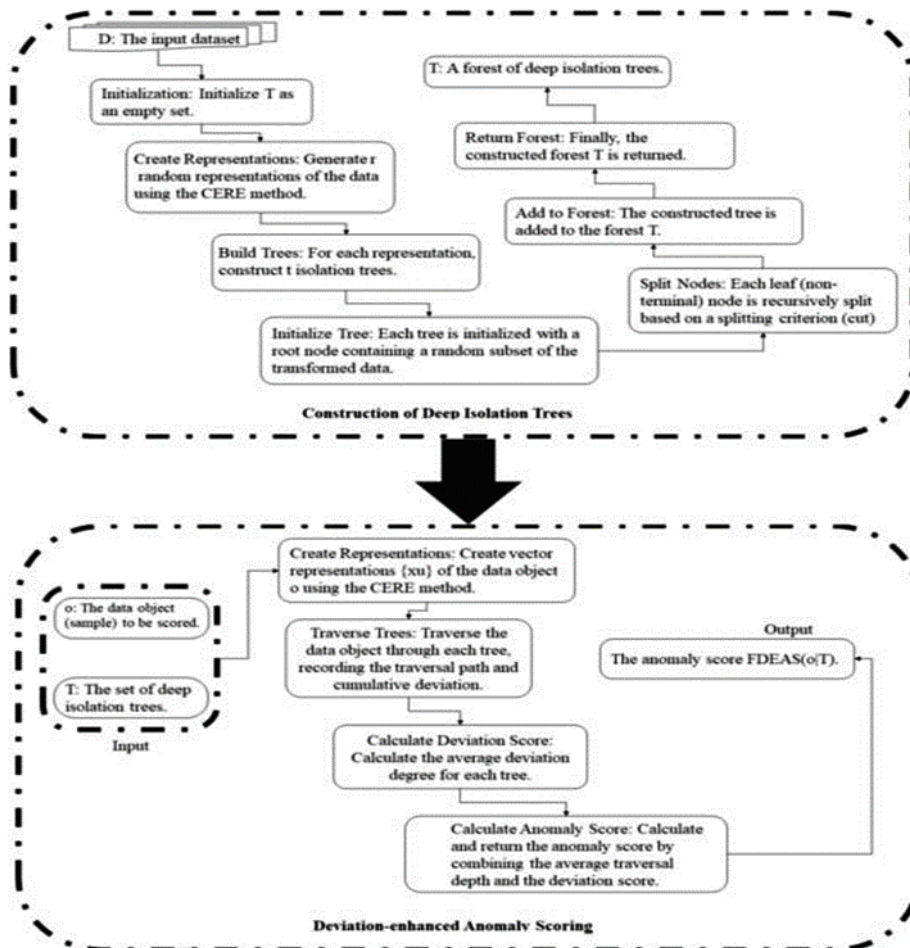 D: The input dataset
Initialization: Initialize T as
an empty set.
Create Representations: Generate r
random representations of the data
using the CERE method.
Build Trees: For each representation,
construct t isolation trees.
Initialize Tree: Each tree is initialized with a
root node containing a random subset of the
transformed data.
Split Nodes: Each leaf (non-
terminal) node is recursively split
based on a splitting criterion (cut)
Add to Forest: The constructed tree is
added to the forest T.
Return Forest: Finally, the
constructed forest T is returned.
T: A forest of deep isolation trees.
Construction of Deep Isolation Trees
o: The data object
(sample) to be scored.
T: The set of deep
isolation trees.
Input
Create Representations: Create vector
representations {xu} of the data object
o using the CERE method.
Traverse Trees: Traverse the
data object through each tree,
recording the traversal path and
cumulative deviation.
Calculate Deviation Score:
Calculate the average deviation
degree for each tree.
Calculate Anomaly Score: Calculate
and return the anomaly score by
combining the average traversal
depth and the deviation score.
Output
The anomaly score FDEAS(o|T).
Deviation-enhanced Anomaly Scoring